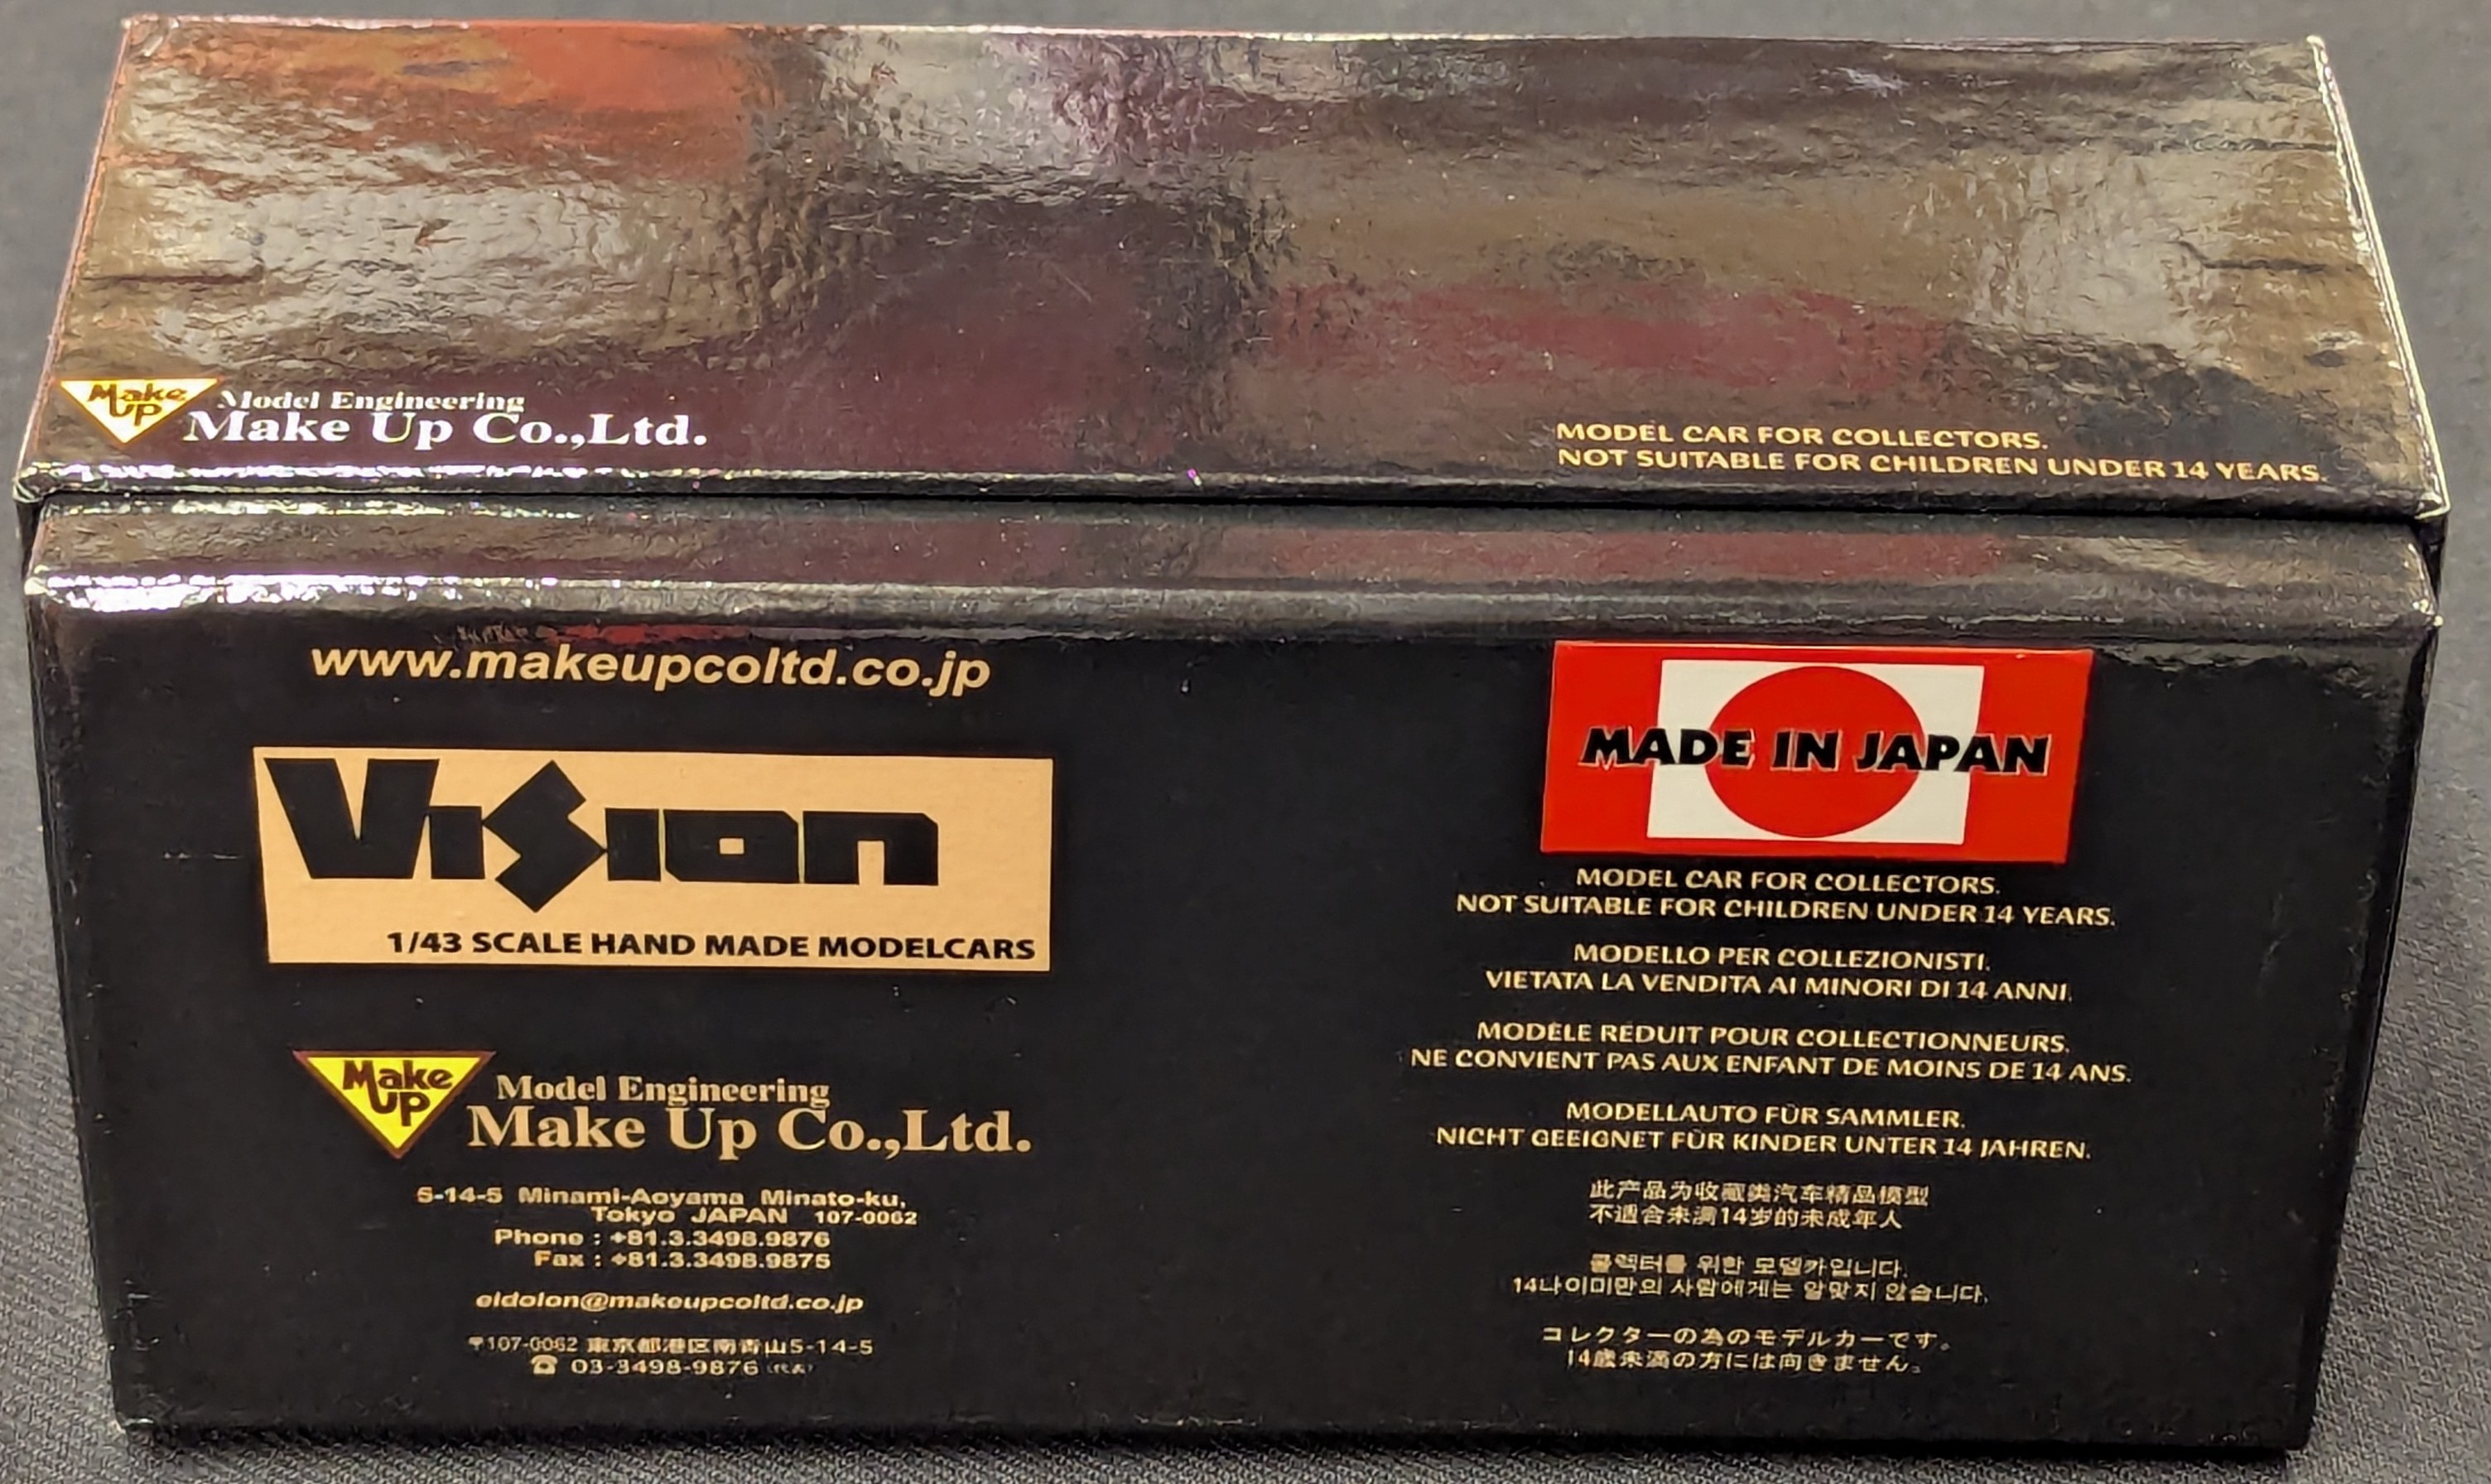 Make
Up
Model Engineering
Make Up Co.,Ltd.
MODEL CAR FOR COLLECTORS.
NOT SUITABLE FOR CHILDREN UNDER 14 YEARS.
www.makeupcoltd.co.jp
Vision
1/43 SCALE HAND MADE MODELCARS
Make
Up
Model Engineering
Make Up Co.,Ltd.
5-14-5 Minami-Aoyama Minato-ku,
Tokyo JAPAN 107-0062
Phone : +81.3.3498.9876
Fax : +81.3.3498.9875
eidolon@makeupcoltd.co.jp
〒107-0062 東京都港区南青山5-14-5
☎ 03-3498-9876 (代表)
MADE IN JAPAN
MODEL CAR FOR COLLECTORS.
NOT SUITABLE FOR CHILDREN UNDER 14 YEARS.
MODELLO PER COLLEZIONISTI.
VIETATA LA VENDITA AI MINORI DI 14 ANNI.
MODÈLE RÉDUIT POUR COLLECTIONNEURS.
NE CONVIENT PAS AUX ENFANT DE MOINS DE 14 ANS.
MODELLAUTO FÜR SAMMLER.
NICHT GEEIGNET FÜR KINDER UNTER 14 JAHREN.
此产品为收藏类汽车精品模型
不适合未满14岁的未成年人
콜렉터를 위한 모델카입니다.
14나이미만의 사람에게는 알맞지 않습니다.
コレクターの為のモデルカーです。
14歳未満の方には向きません。